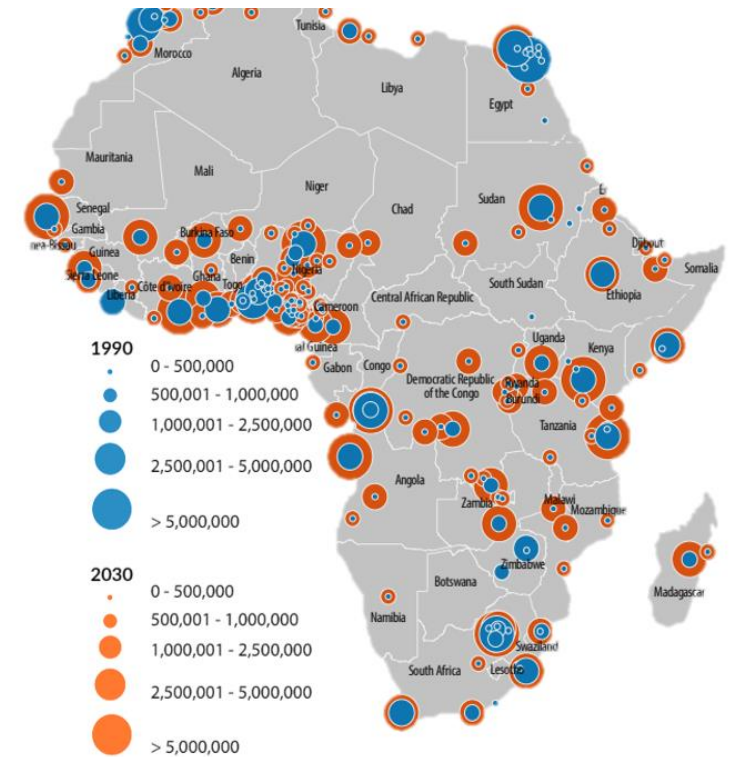 Tunisia
Morocco
Algeria
Libya
Egypt
Mauritania
Mali
Niger
Chad
Sudan
Senegal
Gambia
Guinea
Burkina Faso
Benin
Nigeria
Djibout
Somalia
Sierra Leone
Liberia
Côte d'Ivoire
Ghana
Togo
Cameroon
Central African Republic
South Sudan
Ethiopia
al Guinea
Gabon
Congo
Democratic Republic
of the Congo
Uganda
Kenya
Rwanda
Burundi
Tanzania
Angola
Zambia
Malawi
Mozambique
Zimbabwe
Botswana
Namibia
Madagascar
Swaziland
South Africa
Lesotho
1990
0 - 500,000
500,001 - 1,000,000
1,000,001 - 2,500,000
2,500,001 - 5,000,000
> 5,000,000
2030
0 - 500,000
500,001 - 1,000,000
1,000,001 - 2,500,000
2,500,001 - 5,000,000
> 5,000,000